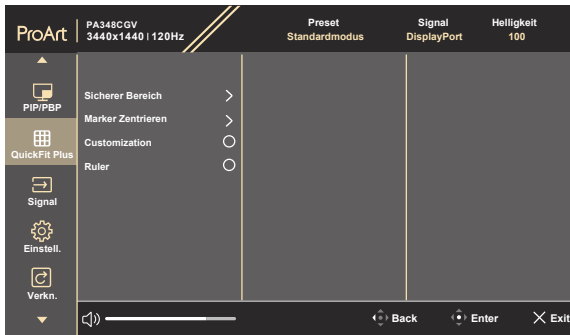 ProArt
PA348CGV
3440x1440 | 120Hz
Preset
Standardmodus
Signal
DisplayPort
Helligkeit
100
PIP/PBP
QuickFit Plus
Signal
Einstell.
Verkn.
Sicherer Bereich
Marker Zentrieren
Customization
Ruler
Back
Enter
Exit